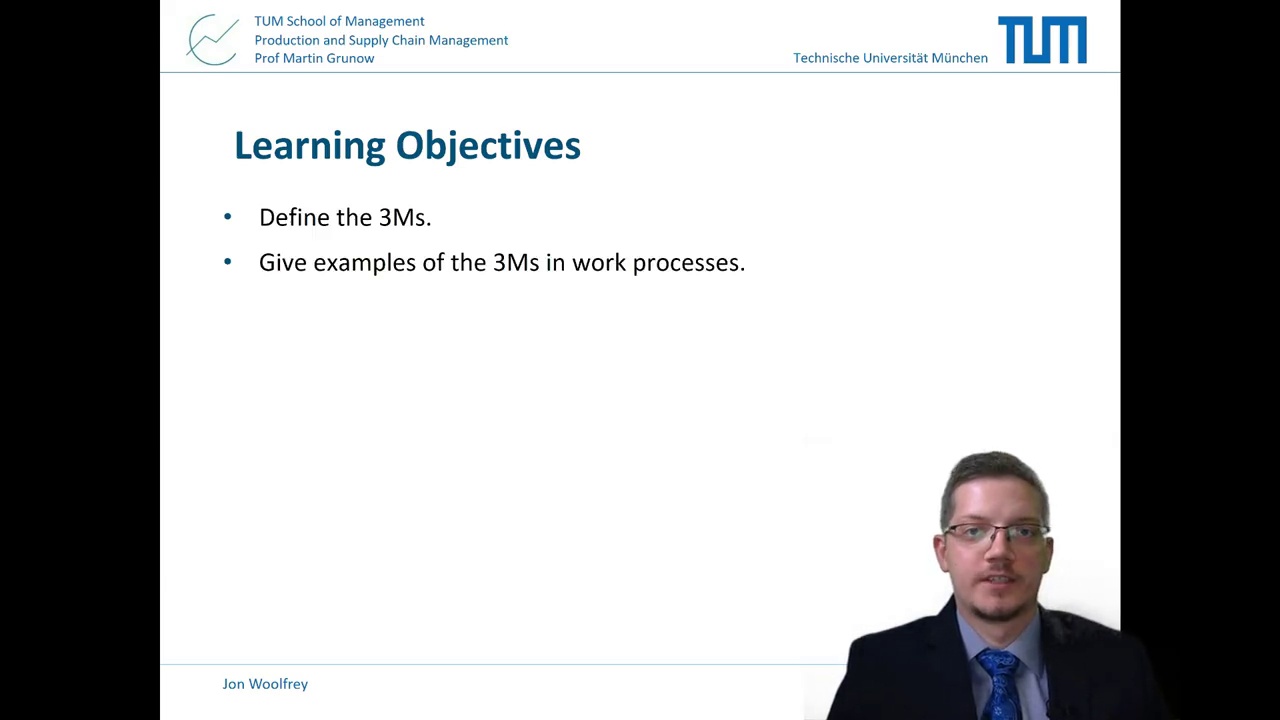 TUM School of Management
Production and Supply Chain Management
Prof Martin Grunow
Technische Universität München
TUM
Learning Objectives
• Define the 3Ms.
• Give examples of the 3Ms in work processes.
Jon Woolfrey